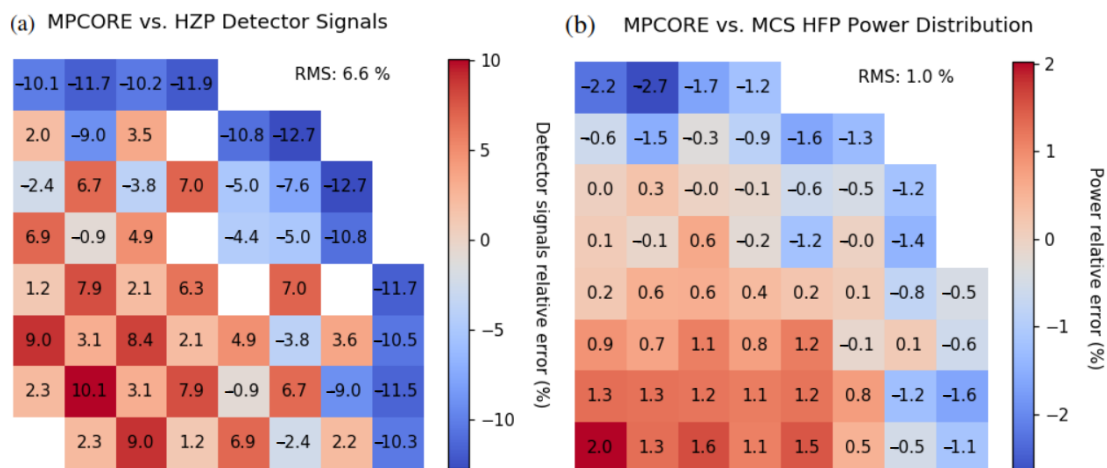 (a) MPCORE vs. HZP Detector Signals
RMS: 6.6 %
−10.1 −11.7 −10.2 −11.9
2.0 −9.0 3.5 −10.8 −12.7
−2.4 6.7 −3.8 7.0 −5.0 −7.6 −12.7
6.9 −0.9 4.9 −4.4 −5.0 −10.8
1.2 7.9 2.1 6.3 7.0 −11.7
9.0 3.1 8.4 2.1 4.9 −3.8 3.6 −10.5
2.3 10.1 3.1 7.9 −0.9 6.7 −9.0 −11.5
2.3 9.0 1.2 6.9 −2.4 2.2 −10.3
10
5
0
−5
−10
Detector signals relative error (%)
(b) MPCORE vs. MCS HFP Power Distribution
RMS: 1.0 %
−2.2 −2.7 −1.7 −1.2
−0.6 −1.5 −0.3 −0.9 −1.6 −1.3
0.0 0.3 −0.0 −0.1 −0.6 −0.5 −1.2
0.1 −0.1 0.6 −0.2 −1.2 −0.0 −1.4
0.2 0.6 0.6 0.4 0.2 0.1 −0.8 −0.5
0.9 0.7 1.1 0.8 1.2 −0.1 0.1 −0.6
1.3 1.3 1.2 1.1 1.2 0.8 −1.2 −1.6
2.0 1.3 1.6 1.1 1.5 0.5 −0.5 −1.1
2
1
0
−1
−2
Power relative error (%)